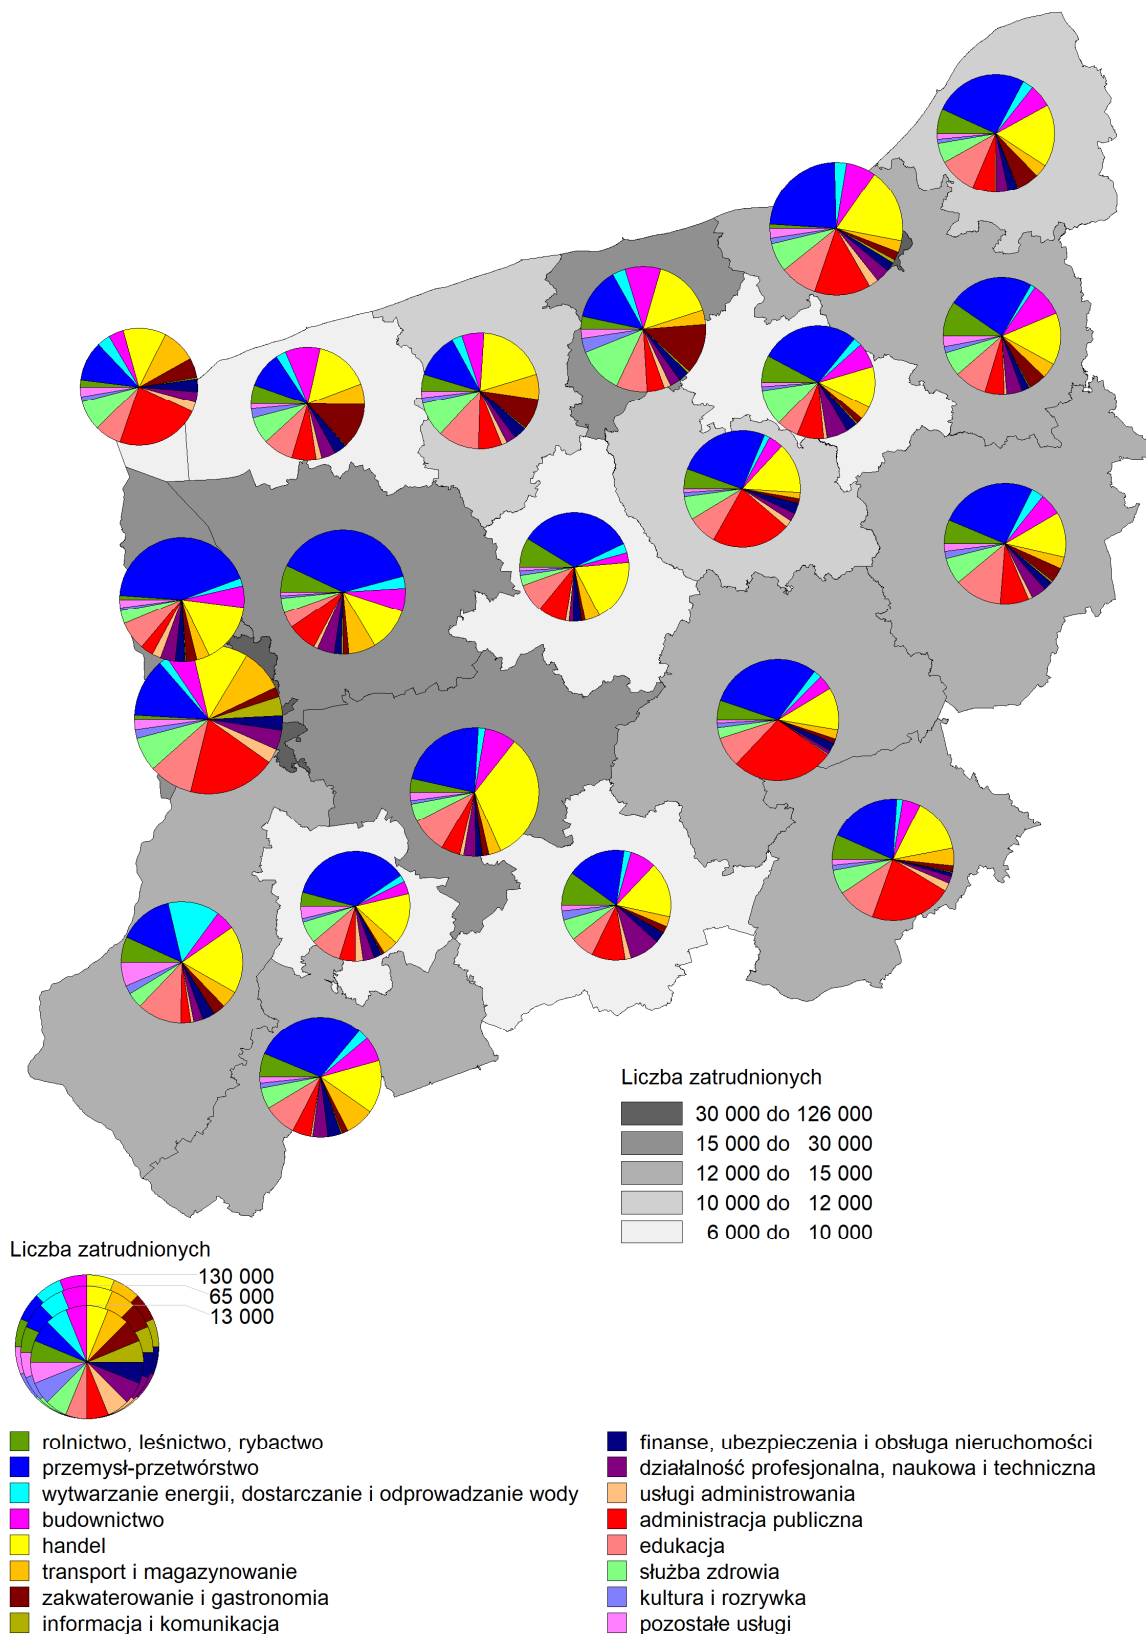 Liczba zatrudnionych
30 000 do 126 000
15 000 do 30 000
12 000 do 15 000
10 000 do 12 000
6 000 do 10 000
Liczba zatrudnionych
130 000
65 000
13 000
rolnictwo, leśnictwo, rybactwo
przemysł-przetwórstwo
wytwarzanie energii, dostarczanie i odprowadzanie wody
budownictwo
handel
transport i magazynowanie
zakwaterowanie i gastronomia
informacja i komunikacja
finanse, ubezpieczenia i obsługa nieruchomości
działalność profesjonalna, naukowa i techniczna
usługi administrowania
administracja publiczna
edukacja
służba zdrowia
kultura i rozrywka
pozostałe usługi